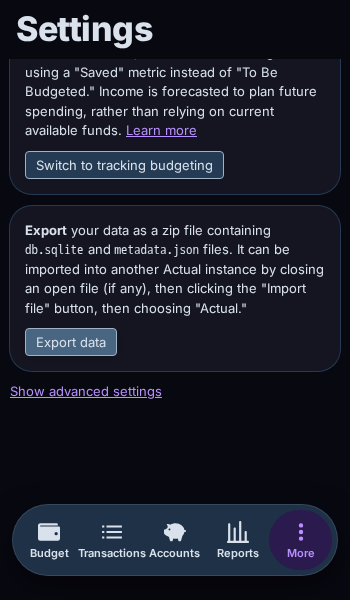 Settings
using a "Saved" metric instead of "To Be
Budgeted." Income is forecasted to plan future
spending, rather than relying on current
available funds. Learn more
Switch to tracking budgeting
Export your data as a zip file containing
db.sqlite and metadata.json files. It can be
imported into another Actual instance by closing
an open file (if any), then clicking the "Import
file" button, then choosing "Actual."
Export data
Show advanced settings
Budget Transactions Accounts Reports More